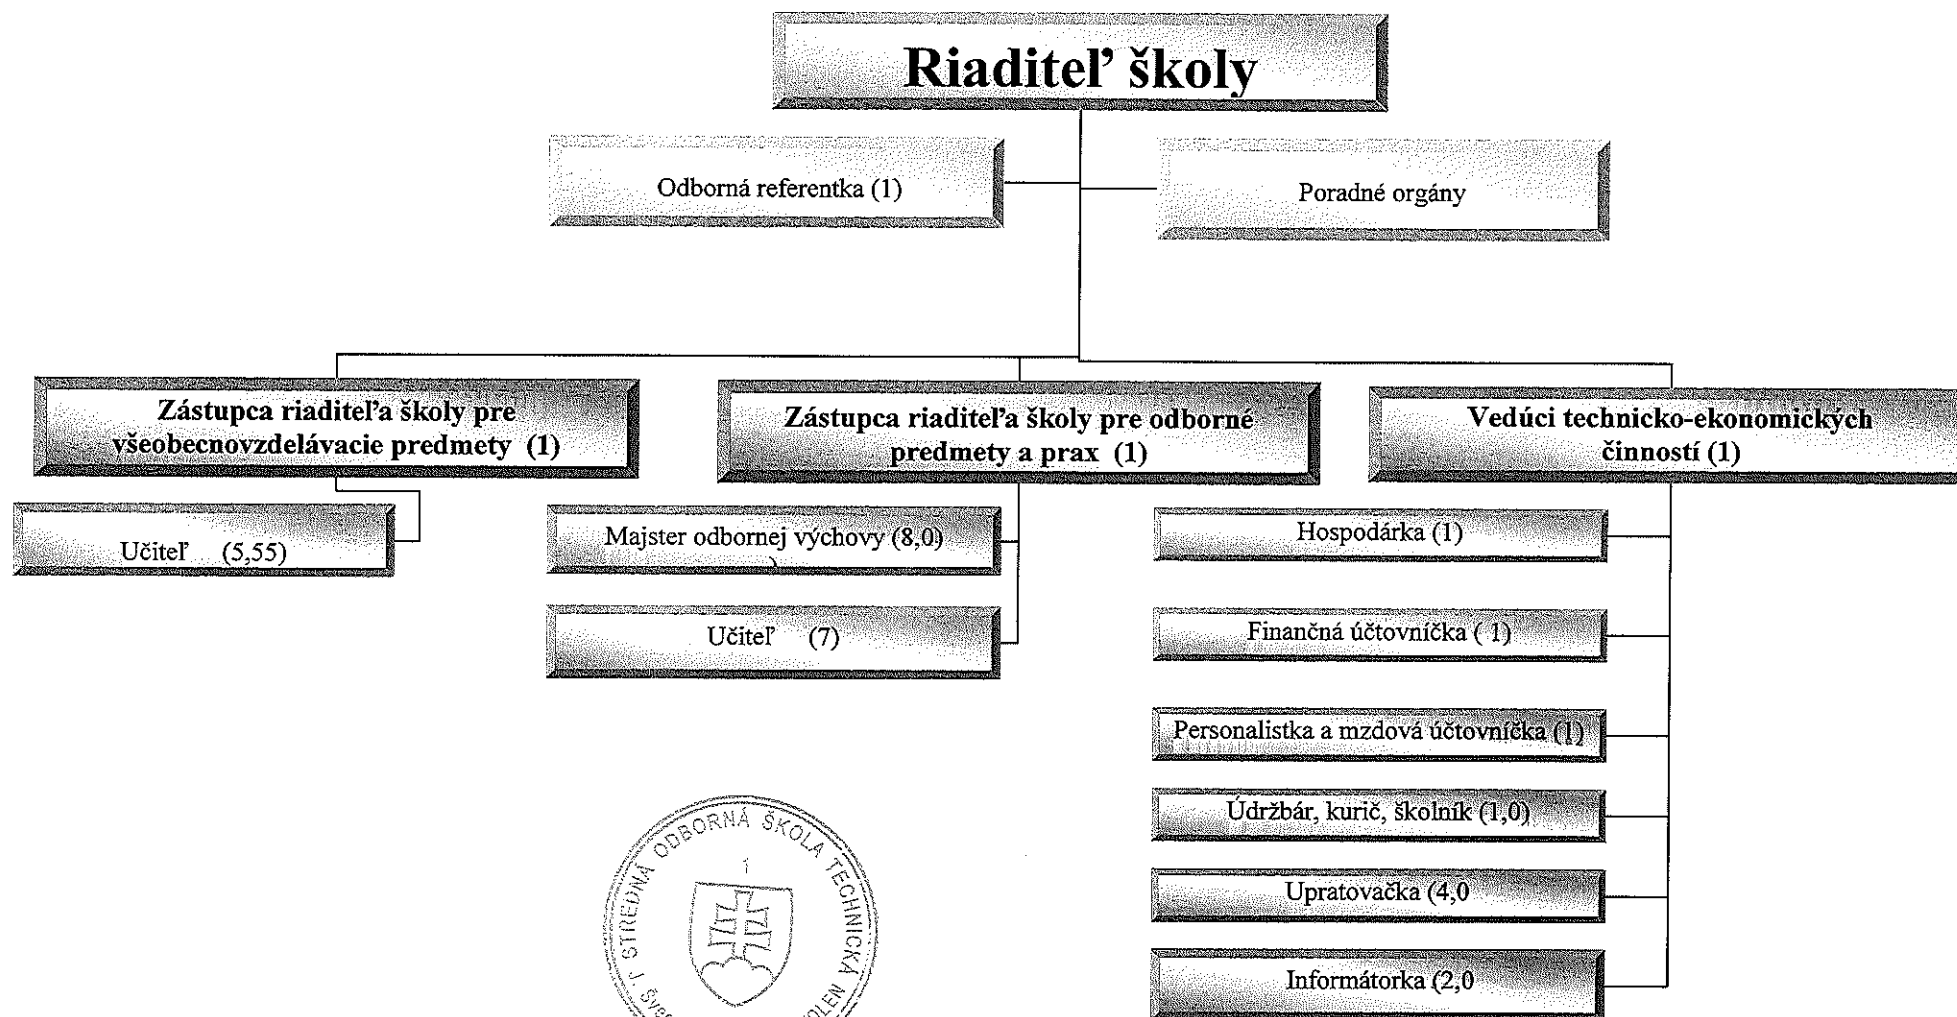 Riaditeľ školy
Odborná referentka (1)
Poradné orgány
Zástupca riaditeľa školy pre
všeobecnovzdelávacie predmety (1)
Zástupca riaditeľa školy pre odborné
predmety a prax (1)
Vedúci technicko-ekonomických
činností (1)
Učiteľ (5,55)
Majster odbornej výchovy (8,0)
)
Učiteľ (7)
Hospodárka (1)
Finančná účtovníčka ( 1)
Personalistka a mzdová účtovníčka (1)
Údržbár, kurič, školník (1,0)
Upratovačka (4,0
Informátorka (2,0
STREDNÁ ODBORNÁ ŠKOLA TECHNICKÁ
1
J.